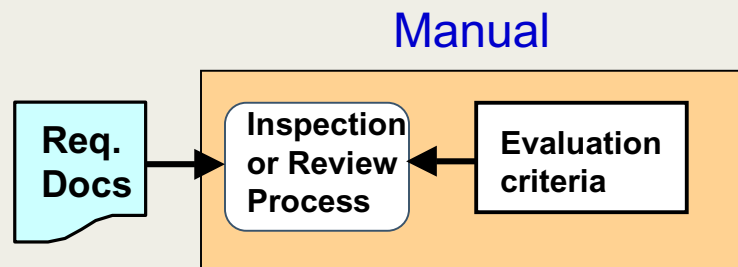 Manual
Req.
Docs
Inspection
or Review
Process
Evaluation
criteria